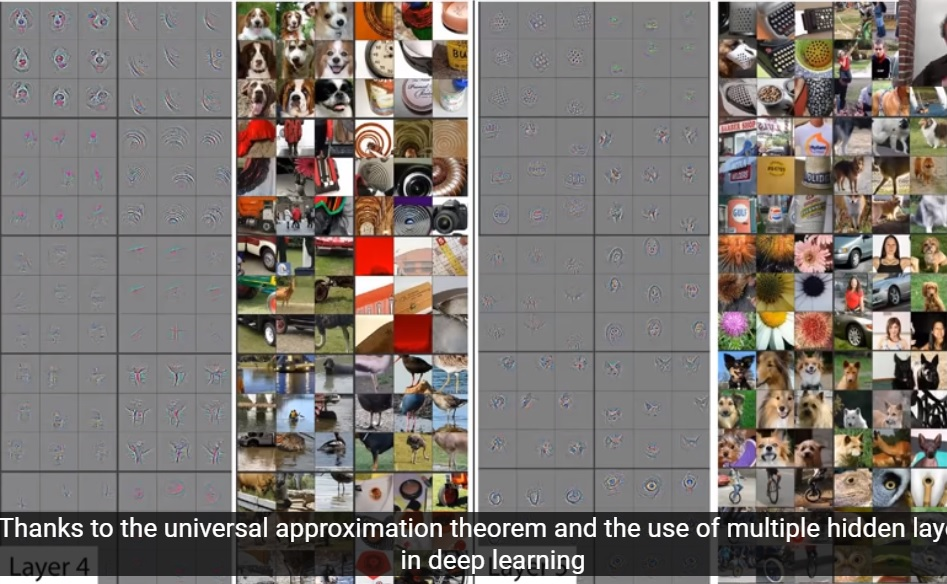 Thanks to the universal approximation theorem and the use of multiple hidden laye
in deep learning
Layer 4